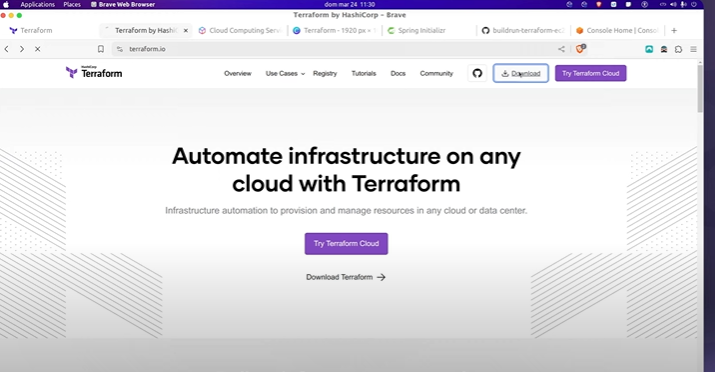 Applications Places Brave Web Browser dom mar 24 11:30
Terraform by HashiCorp - Brave
Terraform Terraform by HashiC Cloud Computing Serv Terraform – 1920 px × Spring Initializr buildrun-terraform-ec Console Home | Conso
terraform.io
HashiCorp
Terraform Overview Use Cases Registry Tutorials Docs Community Download Try Terraform Cloud
Automate infrastructure on any
cloud with Terraform
Infrastructure automation to provision and manage resources in any cloud or data center.
Try Terraform Cloud
Download Terraform